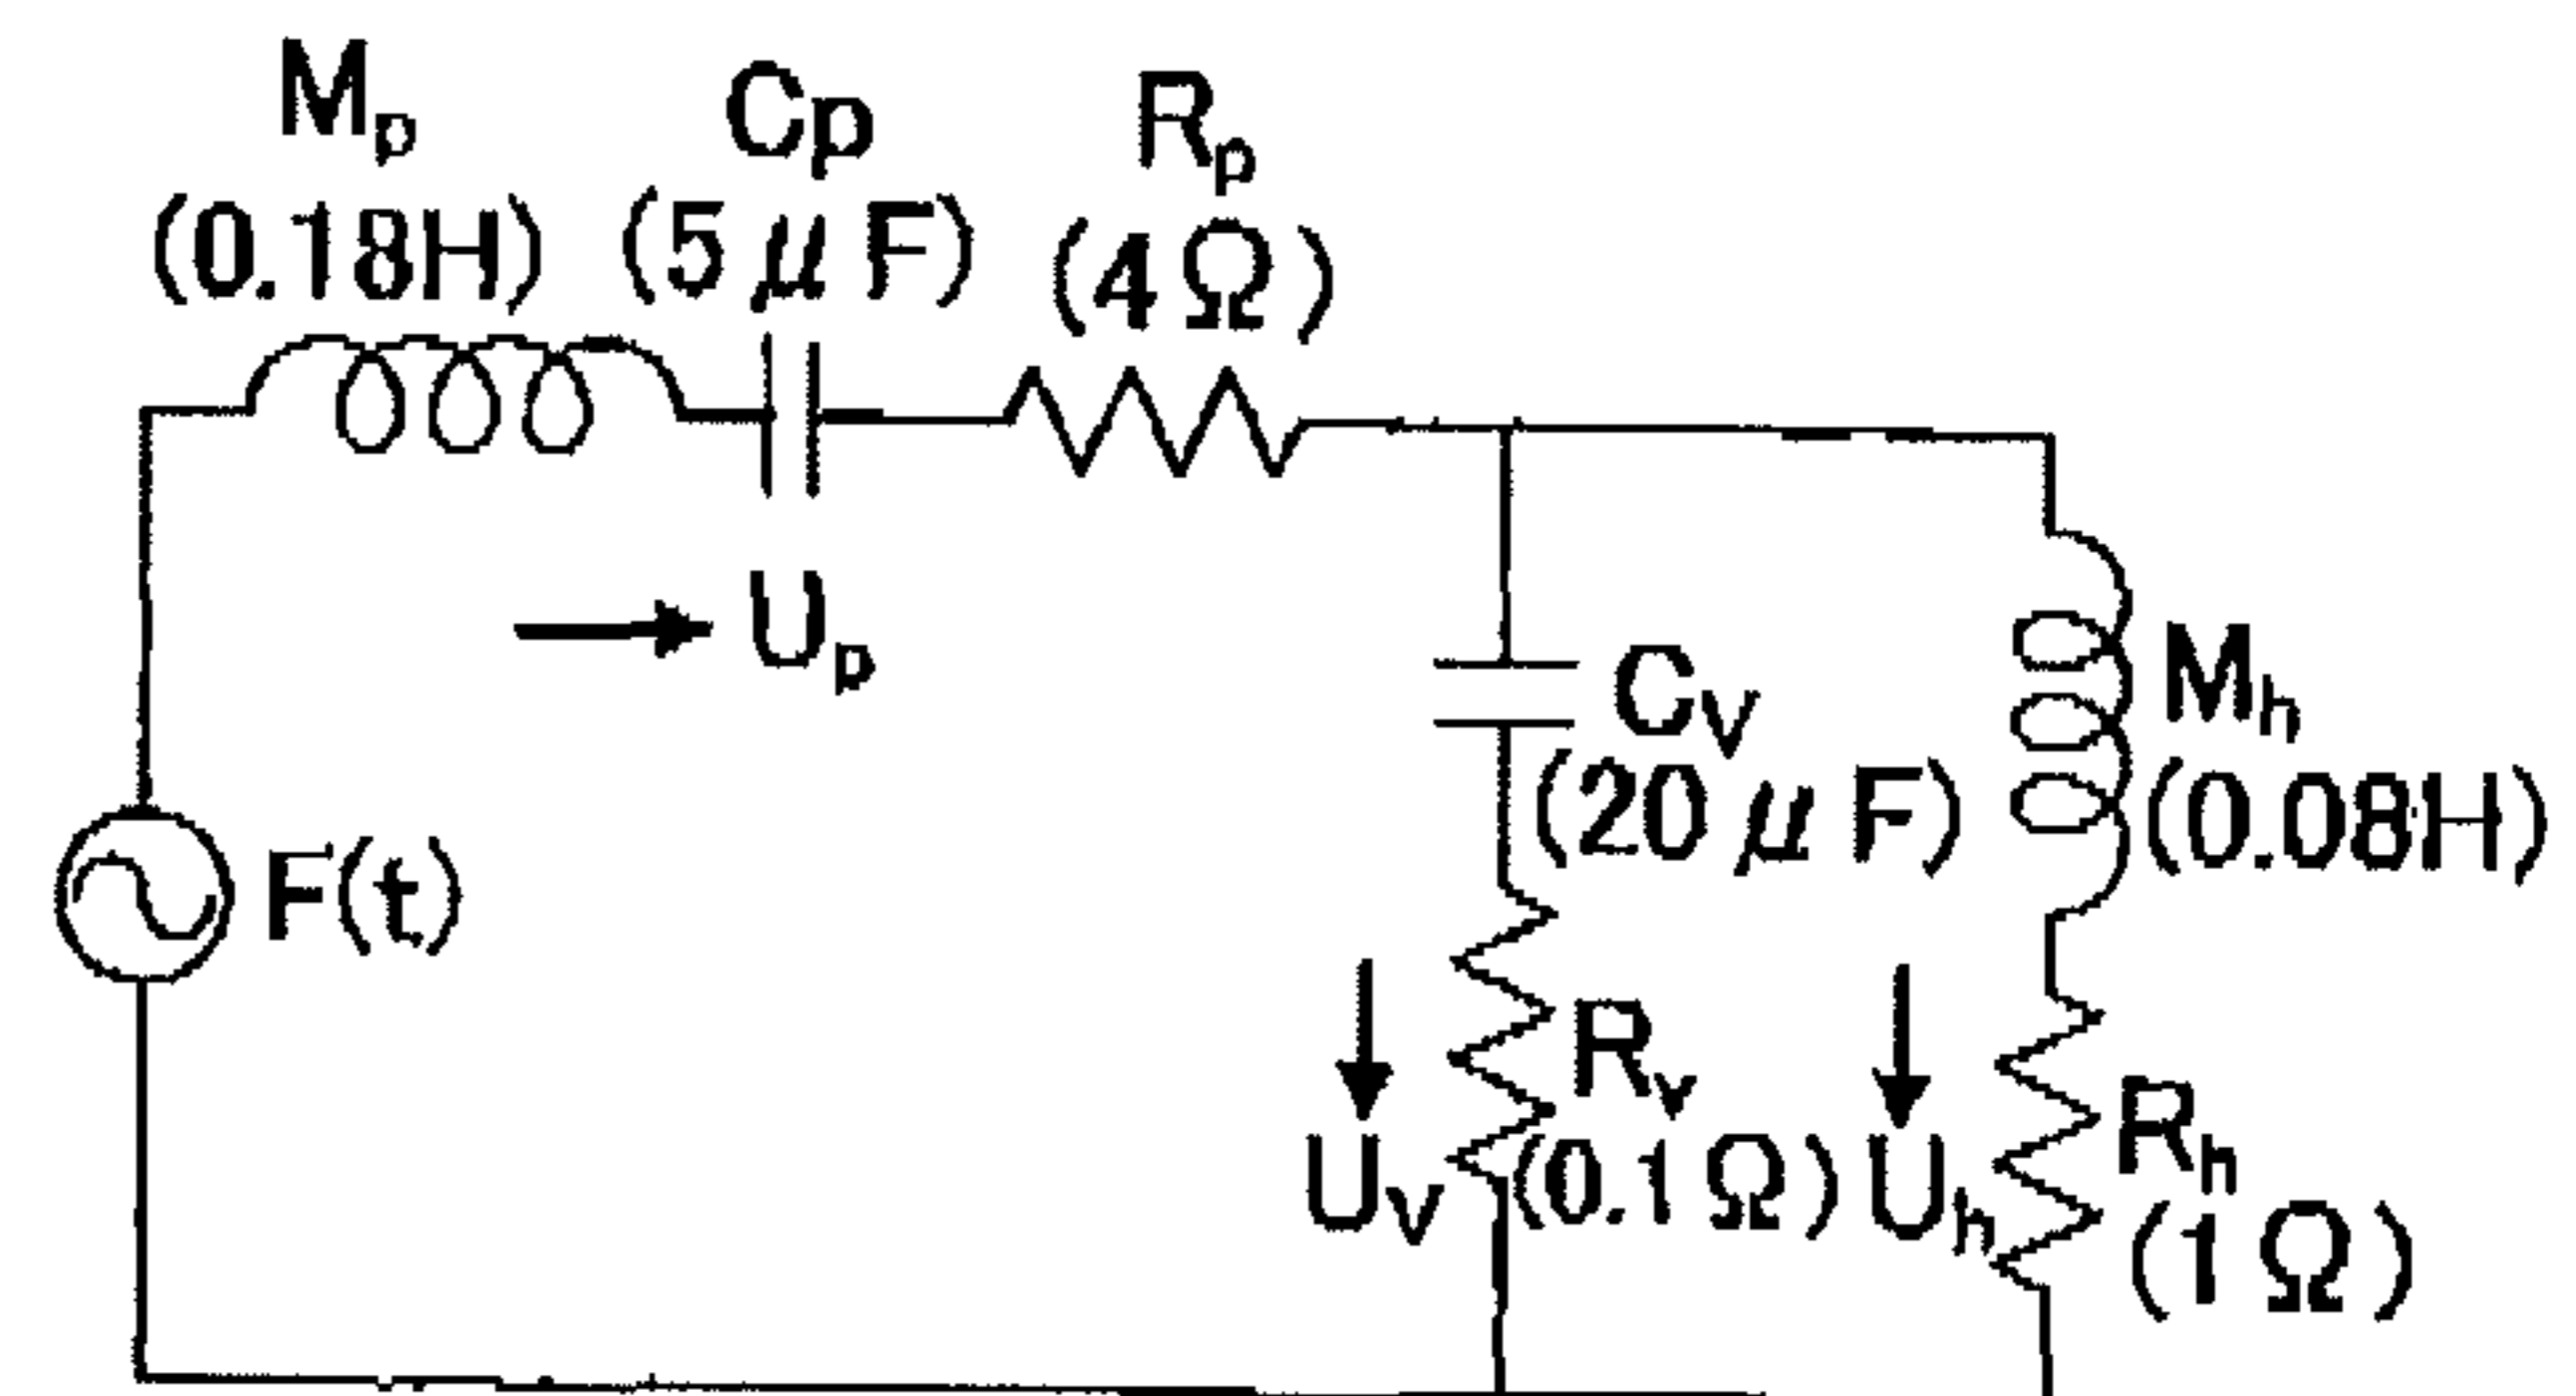 Mp
(0.18H)
Cp
(5μF)
Rp
(4Ω)
Up
F(t)
CV
(20μF)
Mh
(0.08H)
Rv
(0.1Ω)
UV
Uh
Rh
(1Ω)